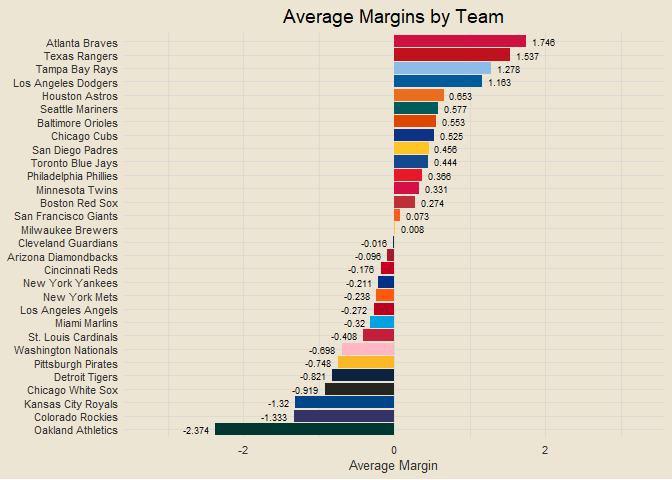 Average Margins by Team
Atlanta Braves 1.746
Texas Rangers 1.537
Tampa Bay Rays 1.278
Los Angeles Dodgers 1.163
Houston Astros 0.653
Seattle Mariners 0.577
Baltimore Orioles 0.553
Chicago Cubs 0.525
San Diego Padres 0.456
Toronto Blue Jays 0.444
Philadelphia Phillies 0.366
Minnesota Twins 0.331
Boston Red Sox 0.274
San Francisco Giants 0.073
Milwaukee Brewers 0.008
Cleveland Guardians -0.016
Arizona Diamondbacks -0.096
Cincinnati Reds -0.176
New York Yankees -0.211
New York Mets -0.238
Los Angeles Angels -0.272
Miami Marlins -0.32
St. Louis Cardinals -0.408
Washington Nationals -0.698
Pittsburgh Pirates -0.748
Detroit Tigers -0.821
Chicago White Sox -0.919
Kansas City Royals -1.32
Colorado Rockies -1.333
Oakland Athletics -2.374
-2 0 2
Average Margin